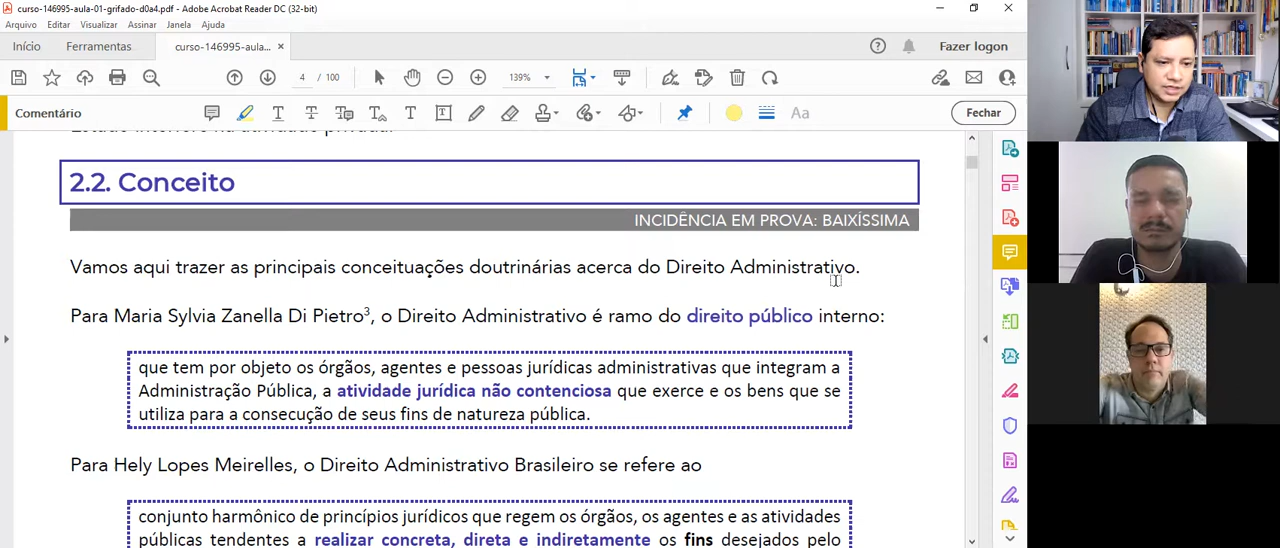 curso-146995-aula-01-grifado-d0a4.pdf - Adobe Acrobat Reader DC (32-bit)
Arquivo Editar Visualizar Assinar Janela Ajuda
Início Ferramentas curso-146995-aula... × Fazer logon
4 / 100 139%
Comentário Aa Fechar
2.2. Conceito
INCIDÊNCIA EM PROVA: BAIXÍSSIMA
Vamos aqui trazer as principais conceituações doutrinárias acerca do Direito Administrativo.
Para Maria Sylvia Zanella Di Pietro³, o Direito Administrativo é ramo do direito público interno:
que tem por objeto os órgãos, agentes e pessoas jurídicas administrativas que integram a
Administração Pública, a atividade jurídica não contenciosa que exerce e os bens que se
utiliza para a consecução de seus fins de natureza pública.
Para Hely Lopes Meirelles, o Direito Administrativo Brasileiro se refere ao
conjunto harmônico de princípios jurídicos que regem os órgãos, os agentes e as atividades
públicas tendentes a realizar concreta, direta e indiretamente os fins desejados pelo